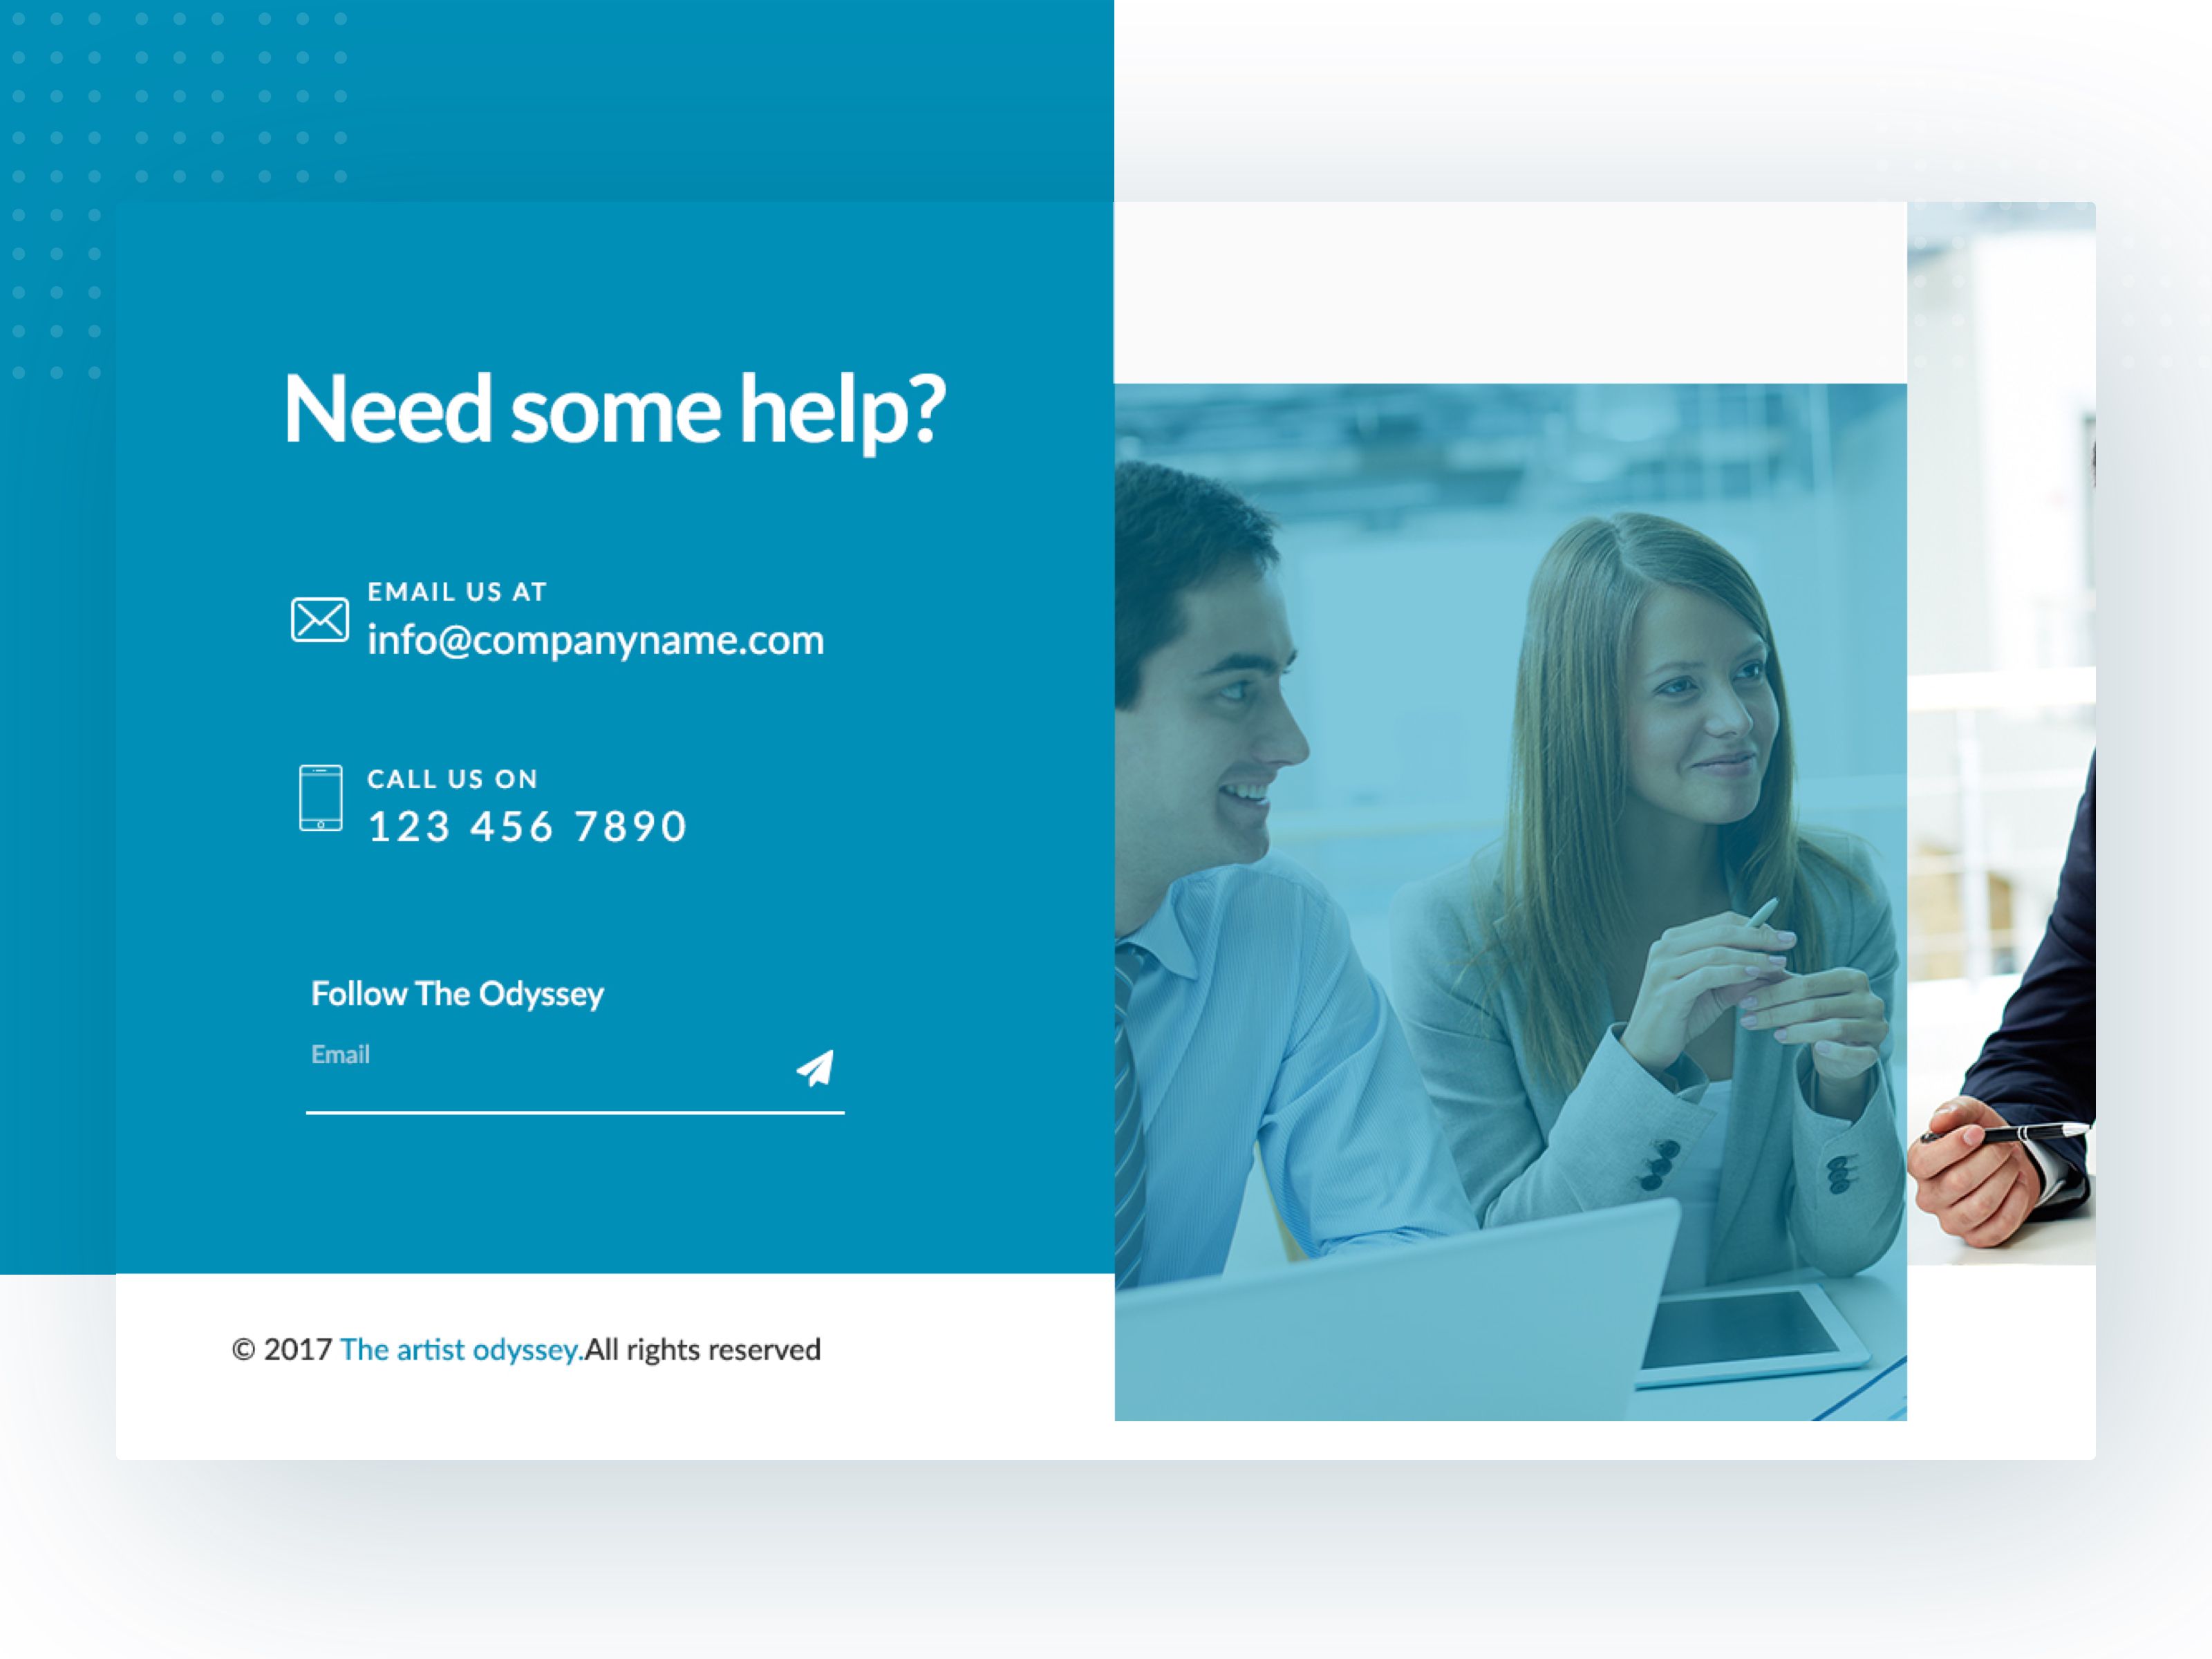 Need some help?
EMAIL US AT
info@companyname.com
CALL US ON
123 456 7890
Follow The Odyssey
Email
© 2017 The artist odyssey.All rights reserved